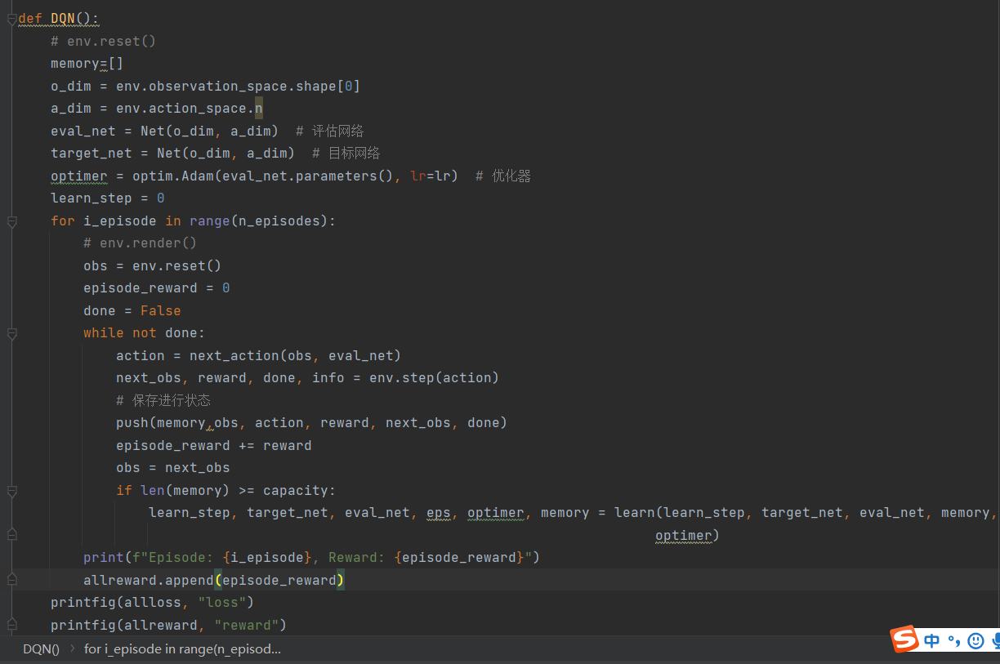 def DQN():
    # env.reset()
    memory=[]
    o_dim = env.observation_space.shape[0]
    a_dim = env.action_space.n
    eval_net = Net(o_dim, a_dim)  # 评估网络
    target_net = Net(o_dim, a_dim)  # 目标网络
    optimer = optim.Adam(eval_net.parameters(), lr=lr)  # 优化器
    learn_step = 0
    for i_episode in range(n_episodes):
        # env.render()
        obs = env.reset()
        episode_reward = 0
        done = False
        while not done:
            action = next_action(obs, eval_net)
            next_obs, reward, done, info = env.step(action)
            # 保存进行状态
            push(memory,obs, action, reward, next_obs, done)
            episode_reward += reward
            obs = next_obs
            if len(memory) >= capacity:
                learn_step, target_net, eval_net, eps, optimer, memory = learn(learn_step, target_net, eval_net, memory,
                                                                              optimer)
        print(f"Episode: {i_episode}, Reward: {episode_reward}")
        allreward.append(episode_reward)
    printfig(allloss, "loss")
    printfig(allreward, "reward")
DQN() › for i_episode in range(n_episod...
S 中 °,